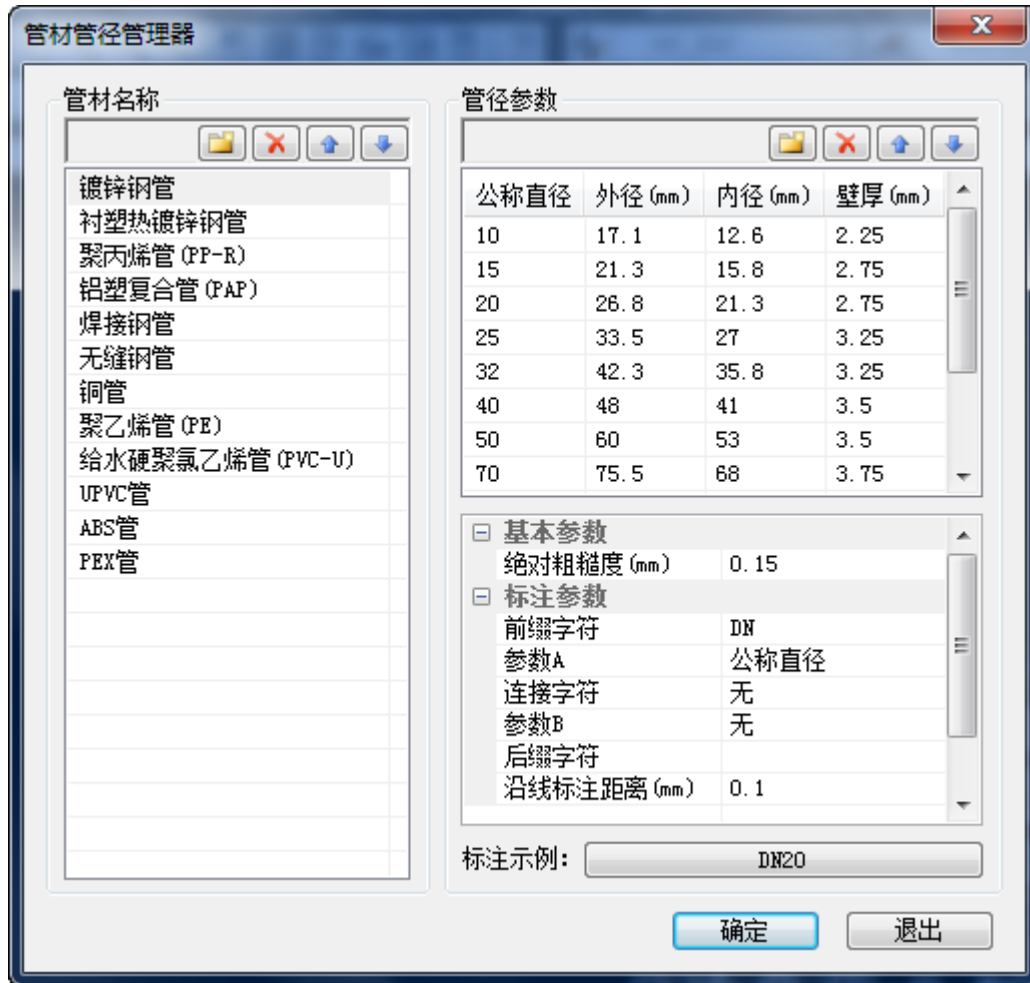 管材管径管理器
管材名称
镀锌钢管
衬塑热镀锌钢管
聚丙烯管(PP-R)
铝塑复合管(PAP)
焊接钢管
无缝钢管
铜管
聚乙烯管(PE)
给水硬聚氯乙烯管(PVC-U)
UPVC管
ABS管
PEX管
管径参数
公称直径 外径(mm) 内径(mm) 壁厚(mm)
10 17.1 12.6 2.25
15 21.3 15.8 2.75
20 26.8 21.3 2.75
25 33.5 27 3.25
32 42.3 35.8 3.25
40 48 41 3.5
50 60 53 3.5
70 75.5 68 3.75
基本参数
绝对粗糙度(mm) 0.15
标注参数
前缀字符 DN
参数A 公称直径
连接字符 无
参数B 无
后缀字符
沿线标注距离(mm) 0.1
标注示例: DN20
确定 退出